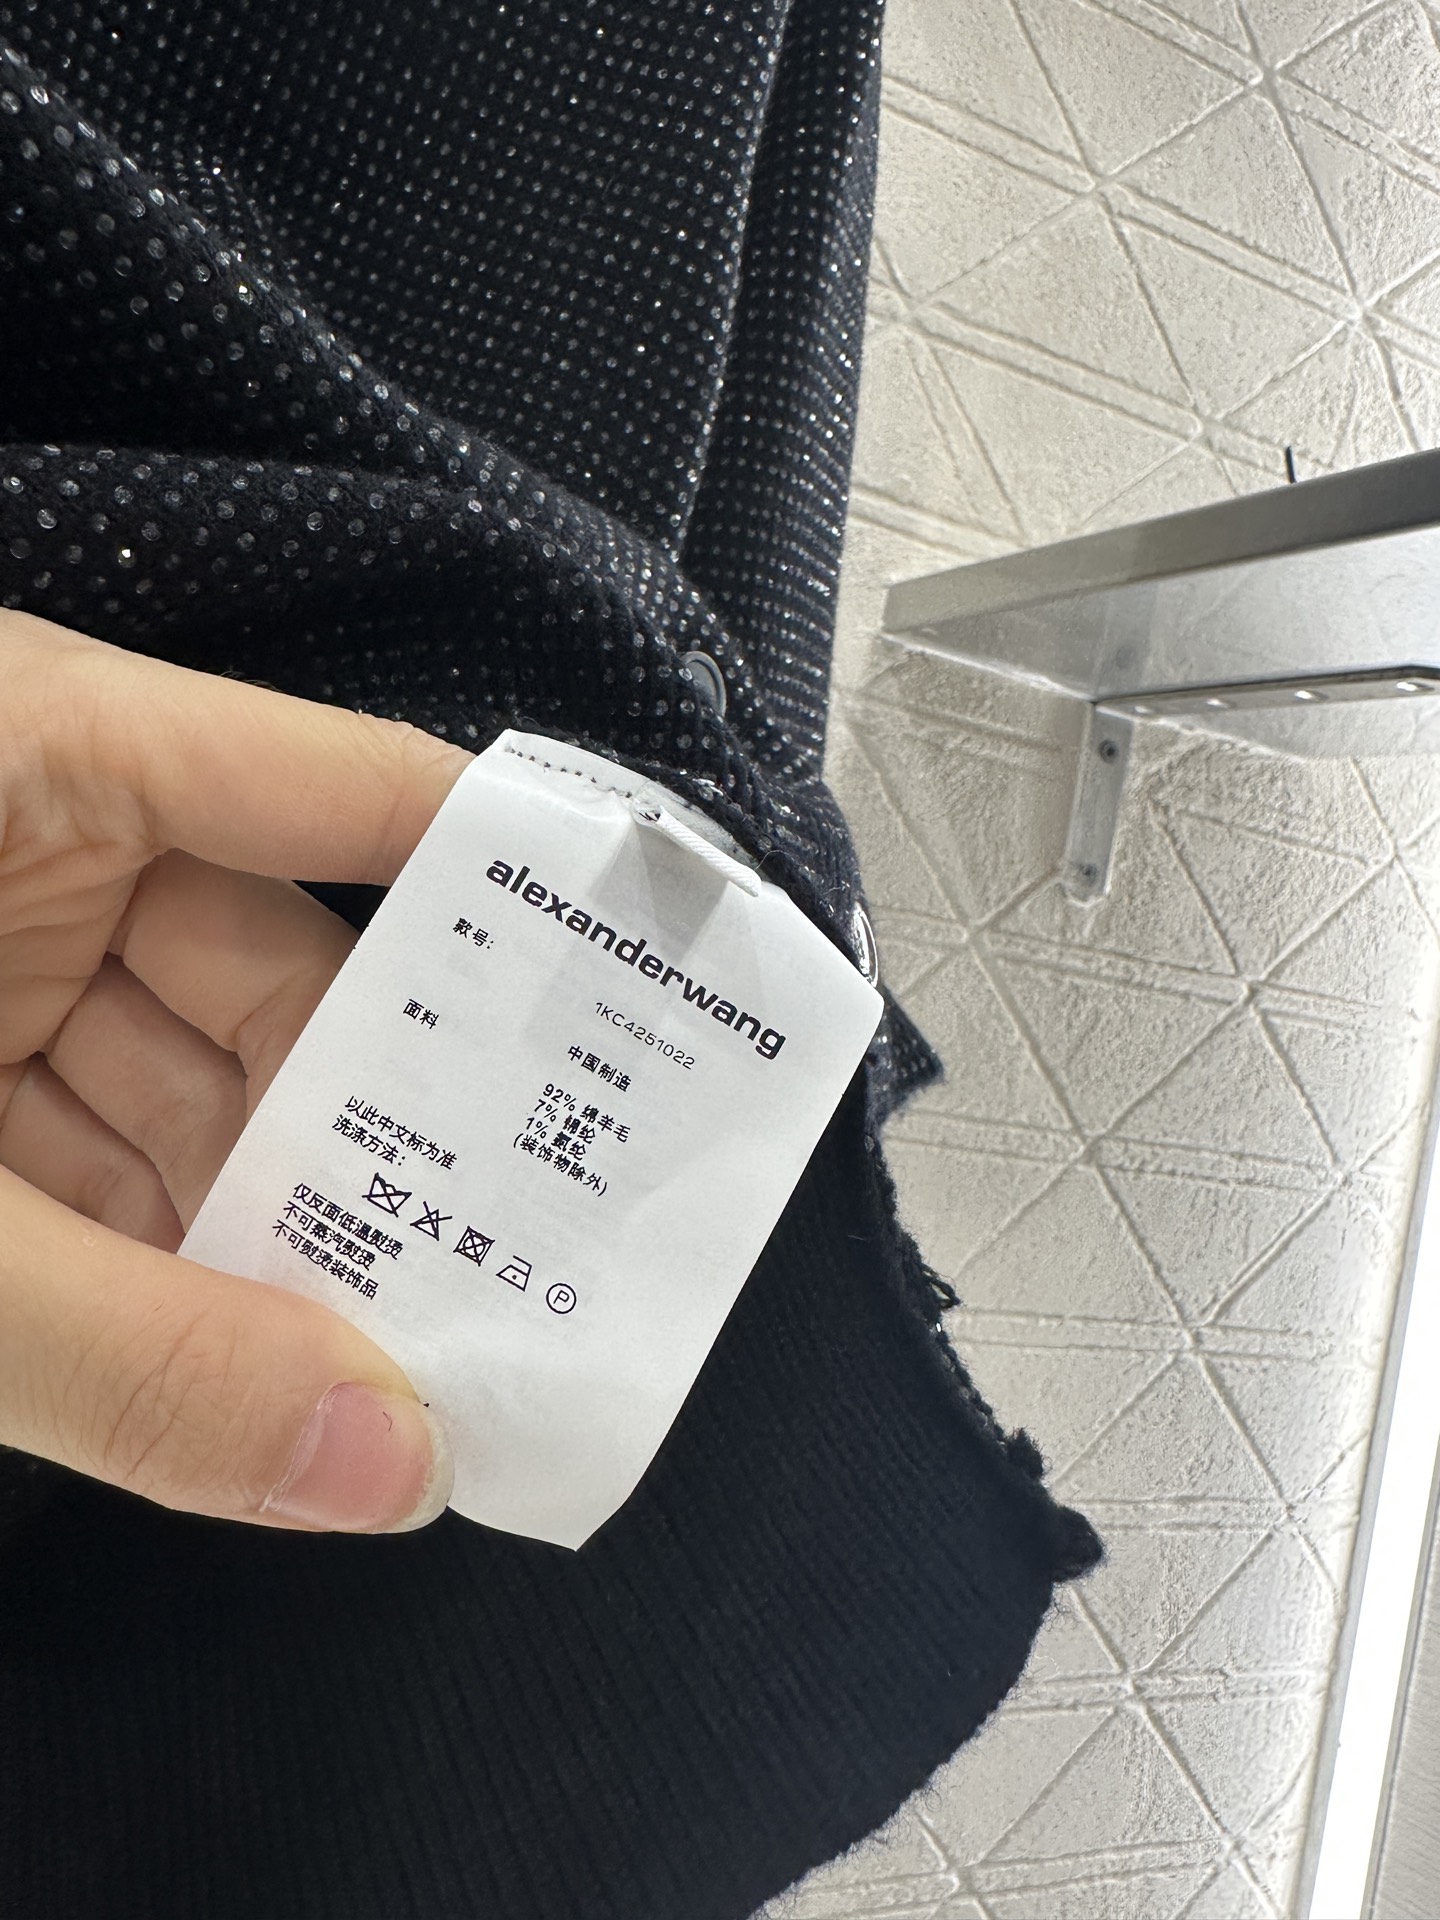 alexanderwang
款号:
1KC4251022
中国制造
面料
92% 绵羊毛
7% 锦纶
1% 氨纶
(装饰物除外)
以此中文标为准
洗涤方法:
P
仅反面低温熨烫
不可蒸汽熨烫
不可熨烫装饰品